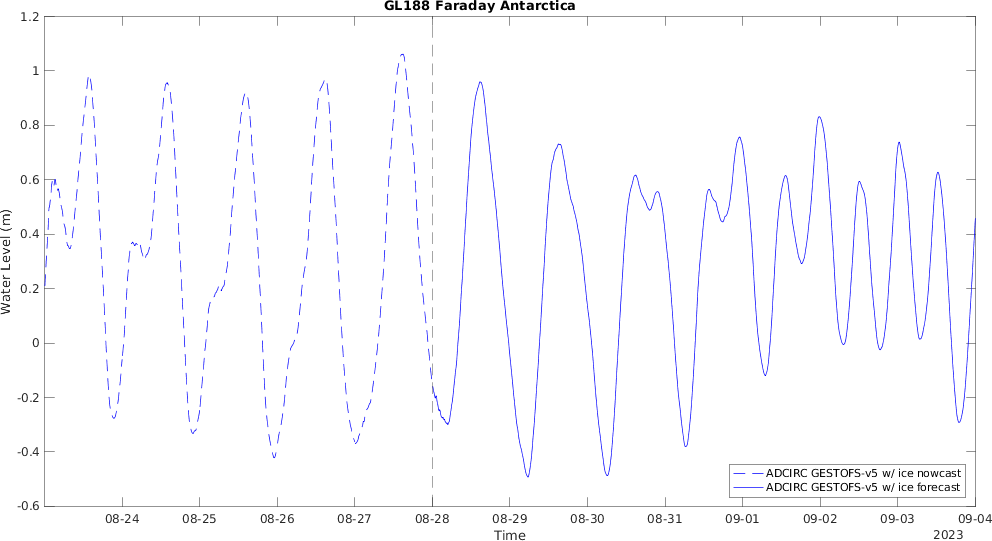 GL188 Faraday Antarctica
1.2
1
0.8
0.6
0.4
0.2
0
-0.2
-0.4
-0.6
Water Level (m)
ADCIRC GESTOFS-v5 w/ ice nowcast
ADCIRC GESTOFS-v5 w/ ice forecast
08-24 08-25 08-26 08-27 08-28 08-29 08-30 08-31 09-01 09-02 09-03 09-04
Time
2023